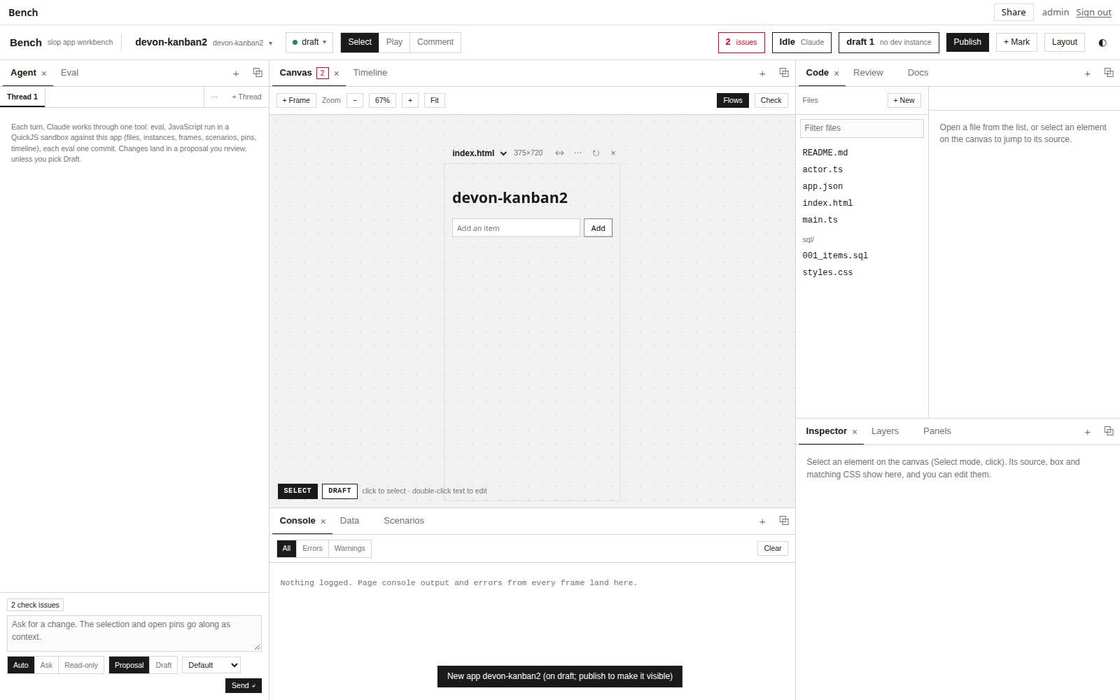 Bench
Share
admin
Sign out
Bench
slop app workbench
devon-kanban2
devon-kanban2
draft
Select
Play
Comment
2 issues
Idle Claude
draft 1 no dev instance
Publish
+ Mark
Layout
Agent
Eval
Thread 1
+ Thread
Each turn, Claude works through one tool: eval, JavaScript run in a
QuickJS sandbox against this app (files, instances, frames, scenarios, pins,
timeline), each eval one commit. Changes land in a proposal you review,
unless you pick Draft.
2 check issues
Ask for a change. The selection and open pins go along as
context.
Auto
Ask
Read-only
Proposal
Draft
Default
Send
Canvas 2
Timeline
+ Frame
Zoom
−
67%
+
Fit
Flows
Check
index.html
375×720
devon-kanban2
Add an item
Add
SELECT
DRAFT
click to select · double-click text to edit
Console
Data
Scenarios
All
Errors
Warnings
Clear
Nothing logged. Page console output and errors from every frame land here.
New app devon-kanban2 (on draft; publish to make it visible)
Code
Review
Docs
Files
+ New
Filter files
README.md
actor.ts
app.json
index.html
main.ts
sql/
001_items.sql
styles.css
Open a file from the list, or select an element
on the canvas to jump to its source.
Inspector
Layers
Panels
Select an element on the canvas (Select mode, click). Its source, box and
matching CSS show here, and you can edit them.